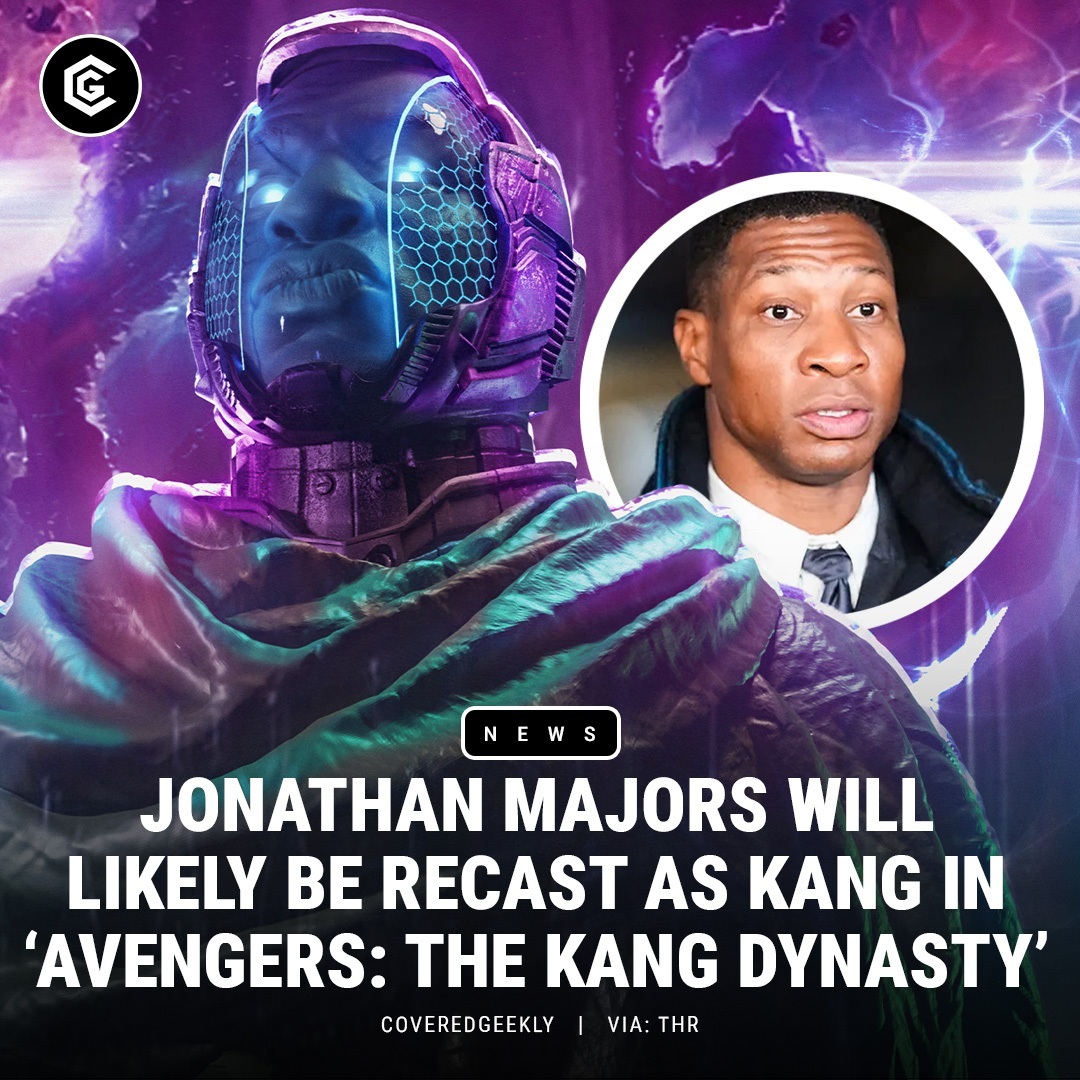 NEWS
JONATHAN MAJORS WILL
LIKELY BE RECAST AS KANG IN
‘AVENGERS: THE KANG DYNASTY’
COVEREDGEEKLY | VIA: THR